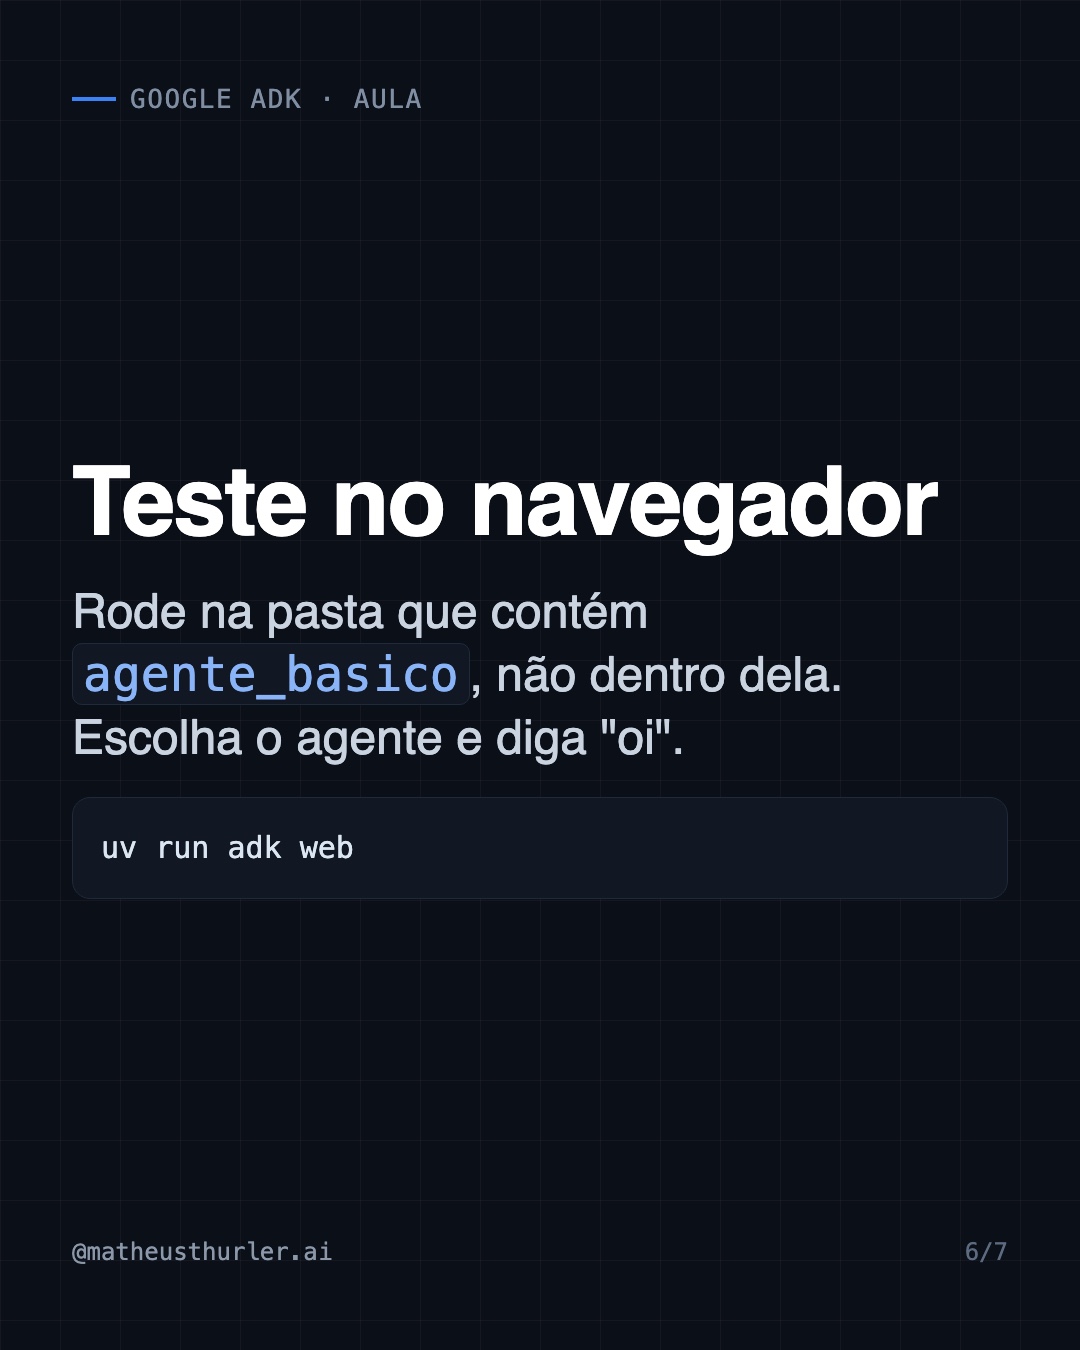 GOOGLE ADK · AULA
Teste no navegador
Rode na pasta que contém
agente_basico, não dentro dela.
Escolha o agente e diga "oi".
uv run adk web
@matheusthurler.ai
6/7